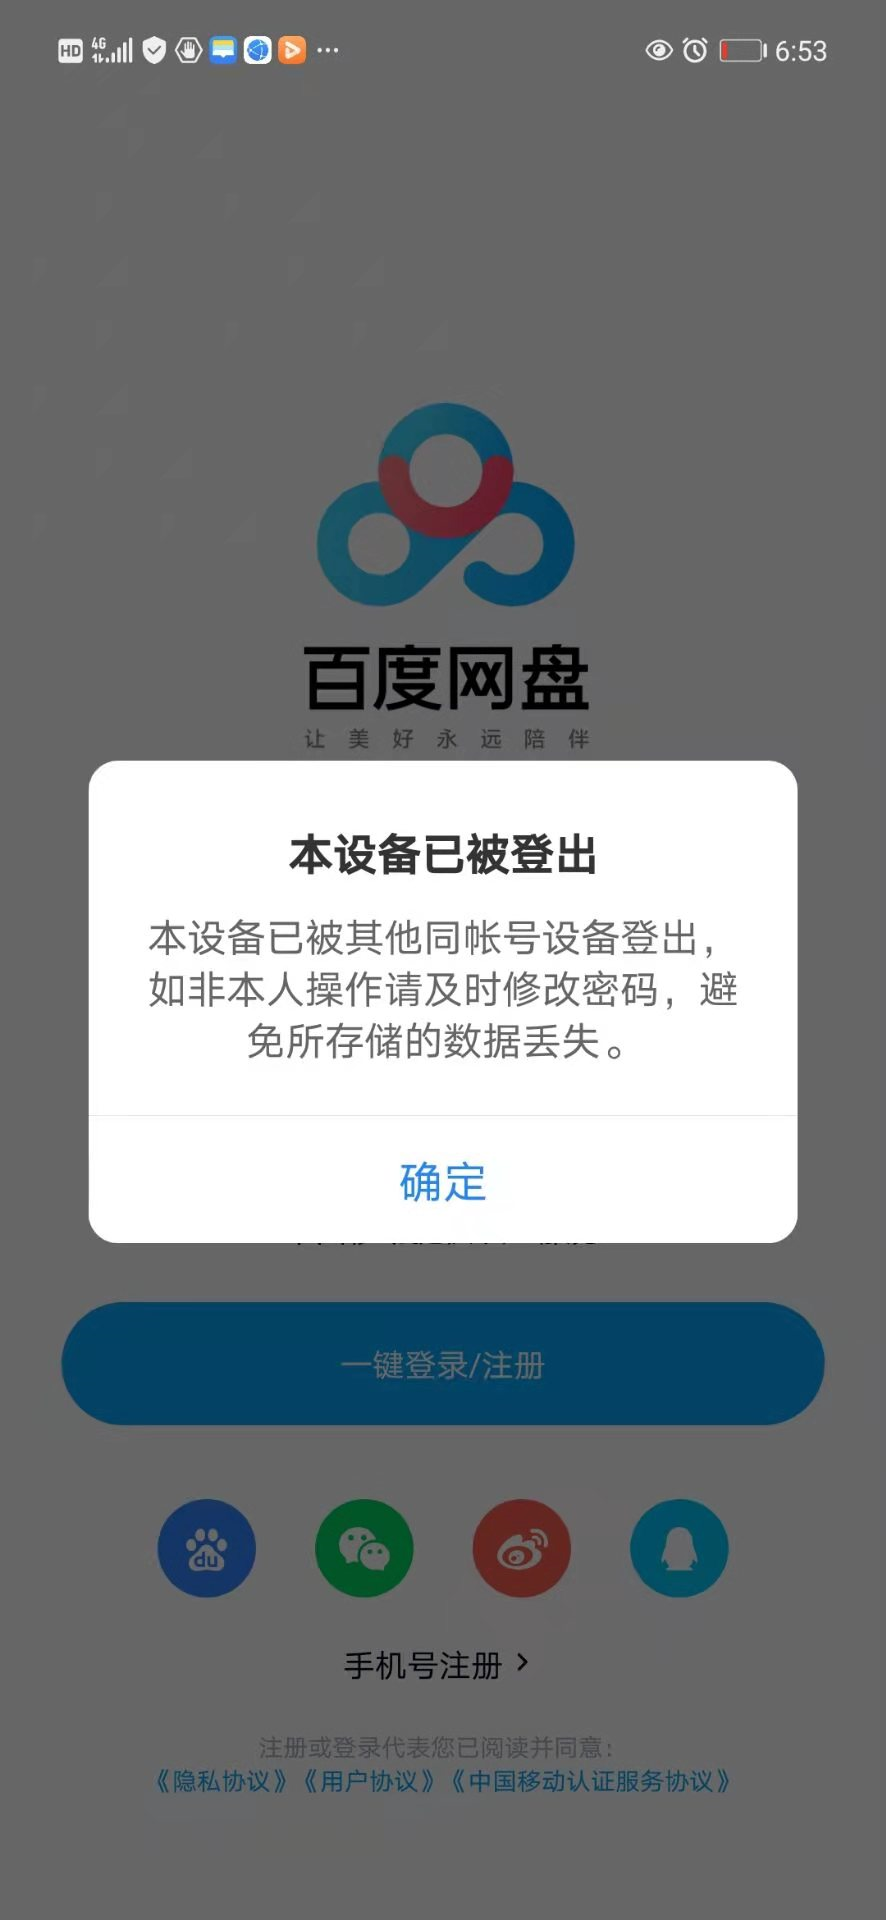 HD 4G 6:53
百度网盘
让美好永远陪伴
本设备已被登出
本设备已被其他同帐号设备登出，
如非本人操作请及时修改密码，避
免所存储的数据丢失。
确定
一键登录/注册
du
手机号注册 >
注册或登录代表您已阅读并同意：
《隐私协议》《用户协议》《中国移动认证服务协议》